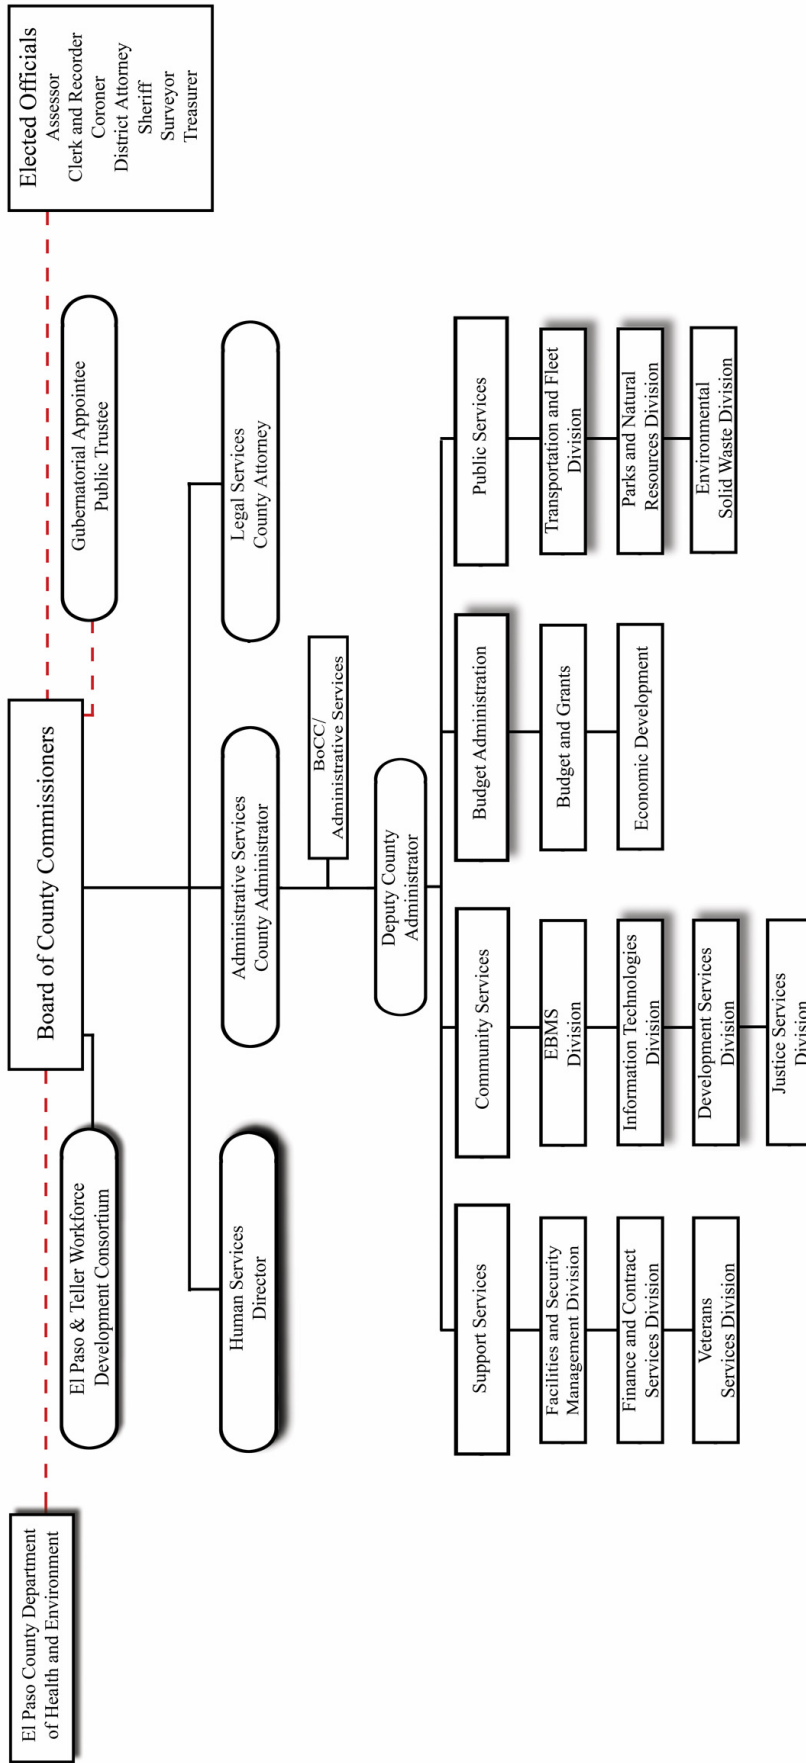 Board of County Commissioners
Elected Officials
Assessor
Clerk and Recorder
Coroner
District Attorney
Sheriff
Surveyor
Treasurer
El Paso County Department
of Health and Environment
El Paso & Teller Workforce
Development Consortium
Gubernatorial Appointee
Public Trustee
Human Services
Director
Administrative Services
County Administrator
Legal Services
County Attorney
BoCC/
Administrative Services
Deputy County
Administrator
Support Services
Facilities and Security
Management Division
Finance and Contract
Services Division
Veterans
Services Division
Community Services
EBMS
Division
Information Technologies
Division
Development Services
Division
Justice Services
Division
Budget Administration
Budget and Grants
Economic Development
Public Services
Transportation and Fleet
Division
Parks and Natural
Resources Division
Environmental
Solid Waste Division